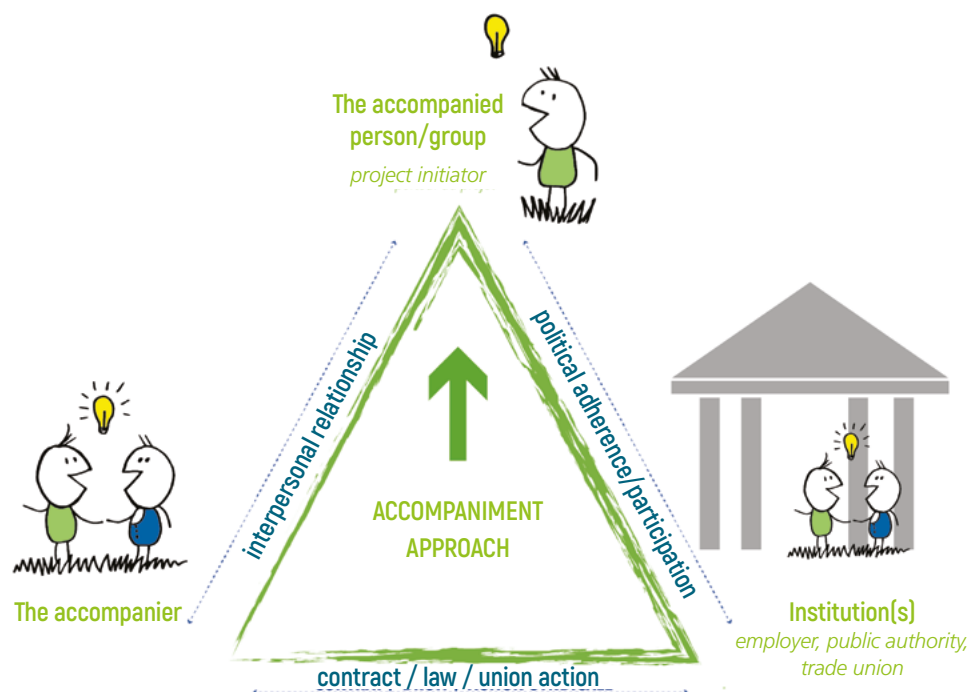 The accompanied
person/group
project initiator
interpersonal relationship
political adherence/participation
ACCOMPANIMENT
APPROACH
The accompanier
Institution(s)
employer, public authority,
trade union
contract / law / union action